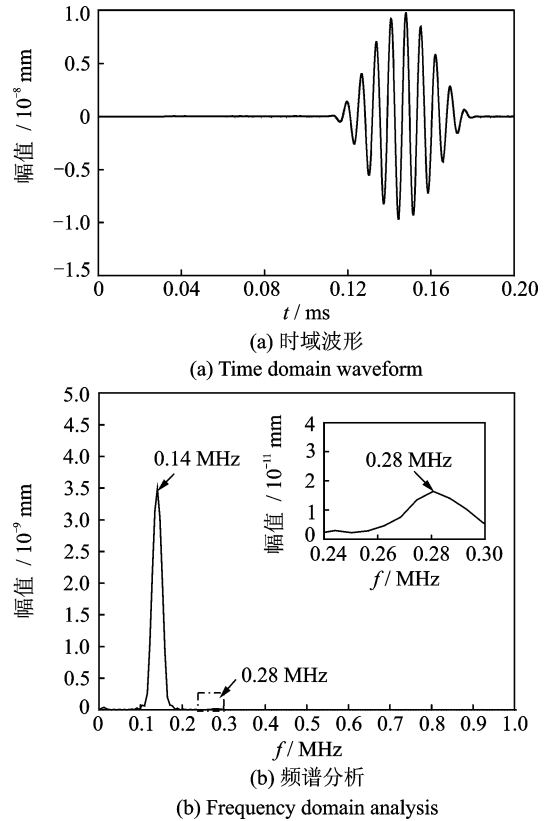 1.0
0.5
0
−0.5
−1.0
−1.5
幅值 / 10⁻⁸ mm
0 0.04 0.08 0.12 0.16 0.20
t / ms
(a) 时域波形
(a) Time domain waveform
5.0
4.5
4.0
3.5
3.0
2.5
2.0
1.5
1.0
0.5
0
幅值 / 10⁻⁹ mm
0.14 MHz
0.28 MHz
4
3
2
1
0
幅值 / 10⁻¹¹ mm
0.28 MHz
0.24 0.26 0.28 0.30
f / MHz
0 0.1 0.2 0.3 0.4 0.5 0.6 0.7 0.8 0.9 1.0
f / MHz
(b) 频谱分析
(b) Frequency domain analysis